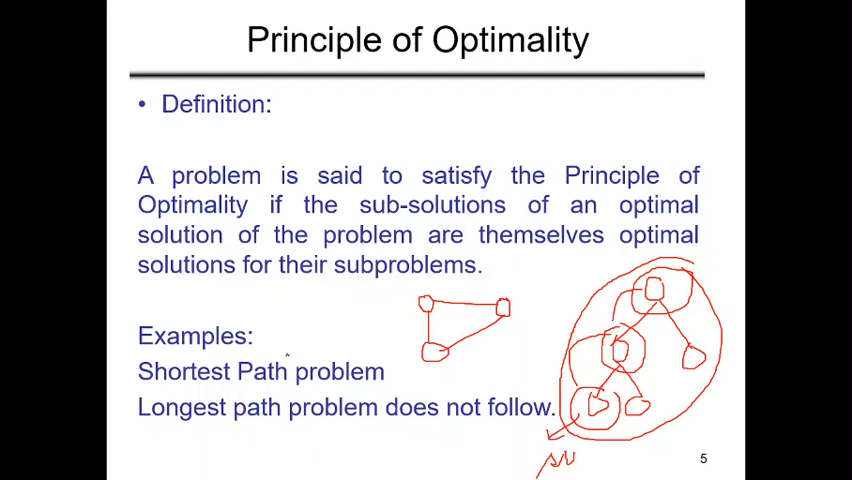 Principle of Optimality
• Definition:
A problem is said to satisfy the Principle of
Optimality if the sub-solutions of an optimal
solution of the problem are themselves optimal
solutions for their subproblems.
Examples:
Shortest Path problem
Longest path problem does not follow.
5